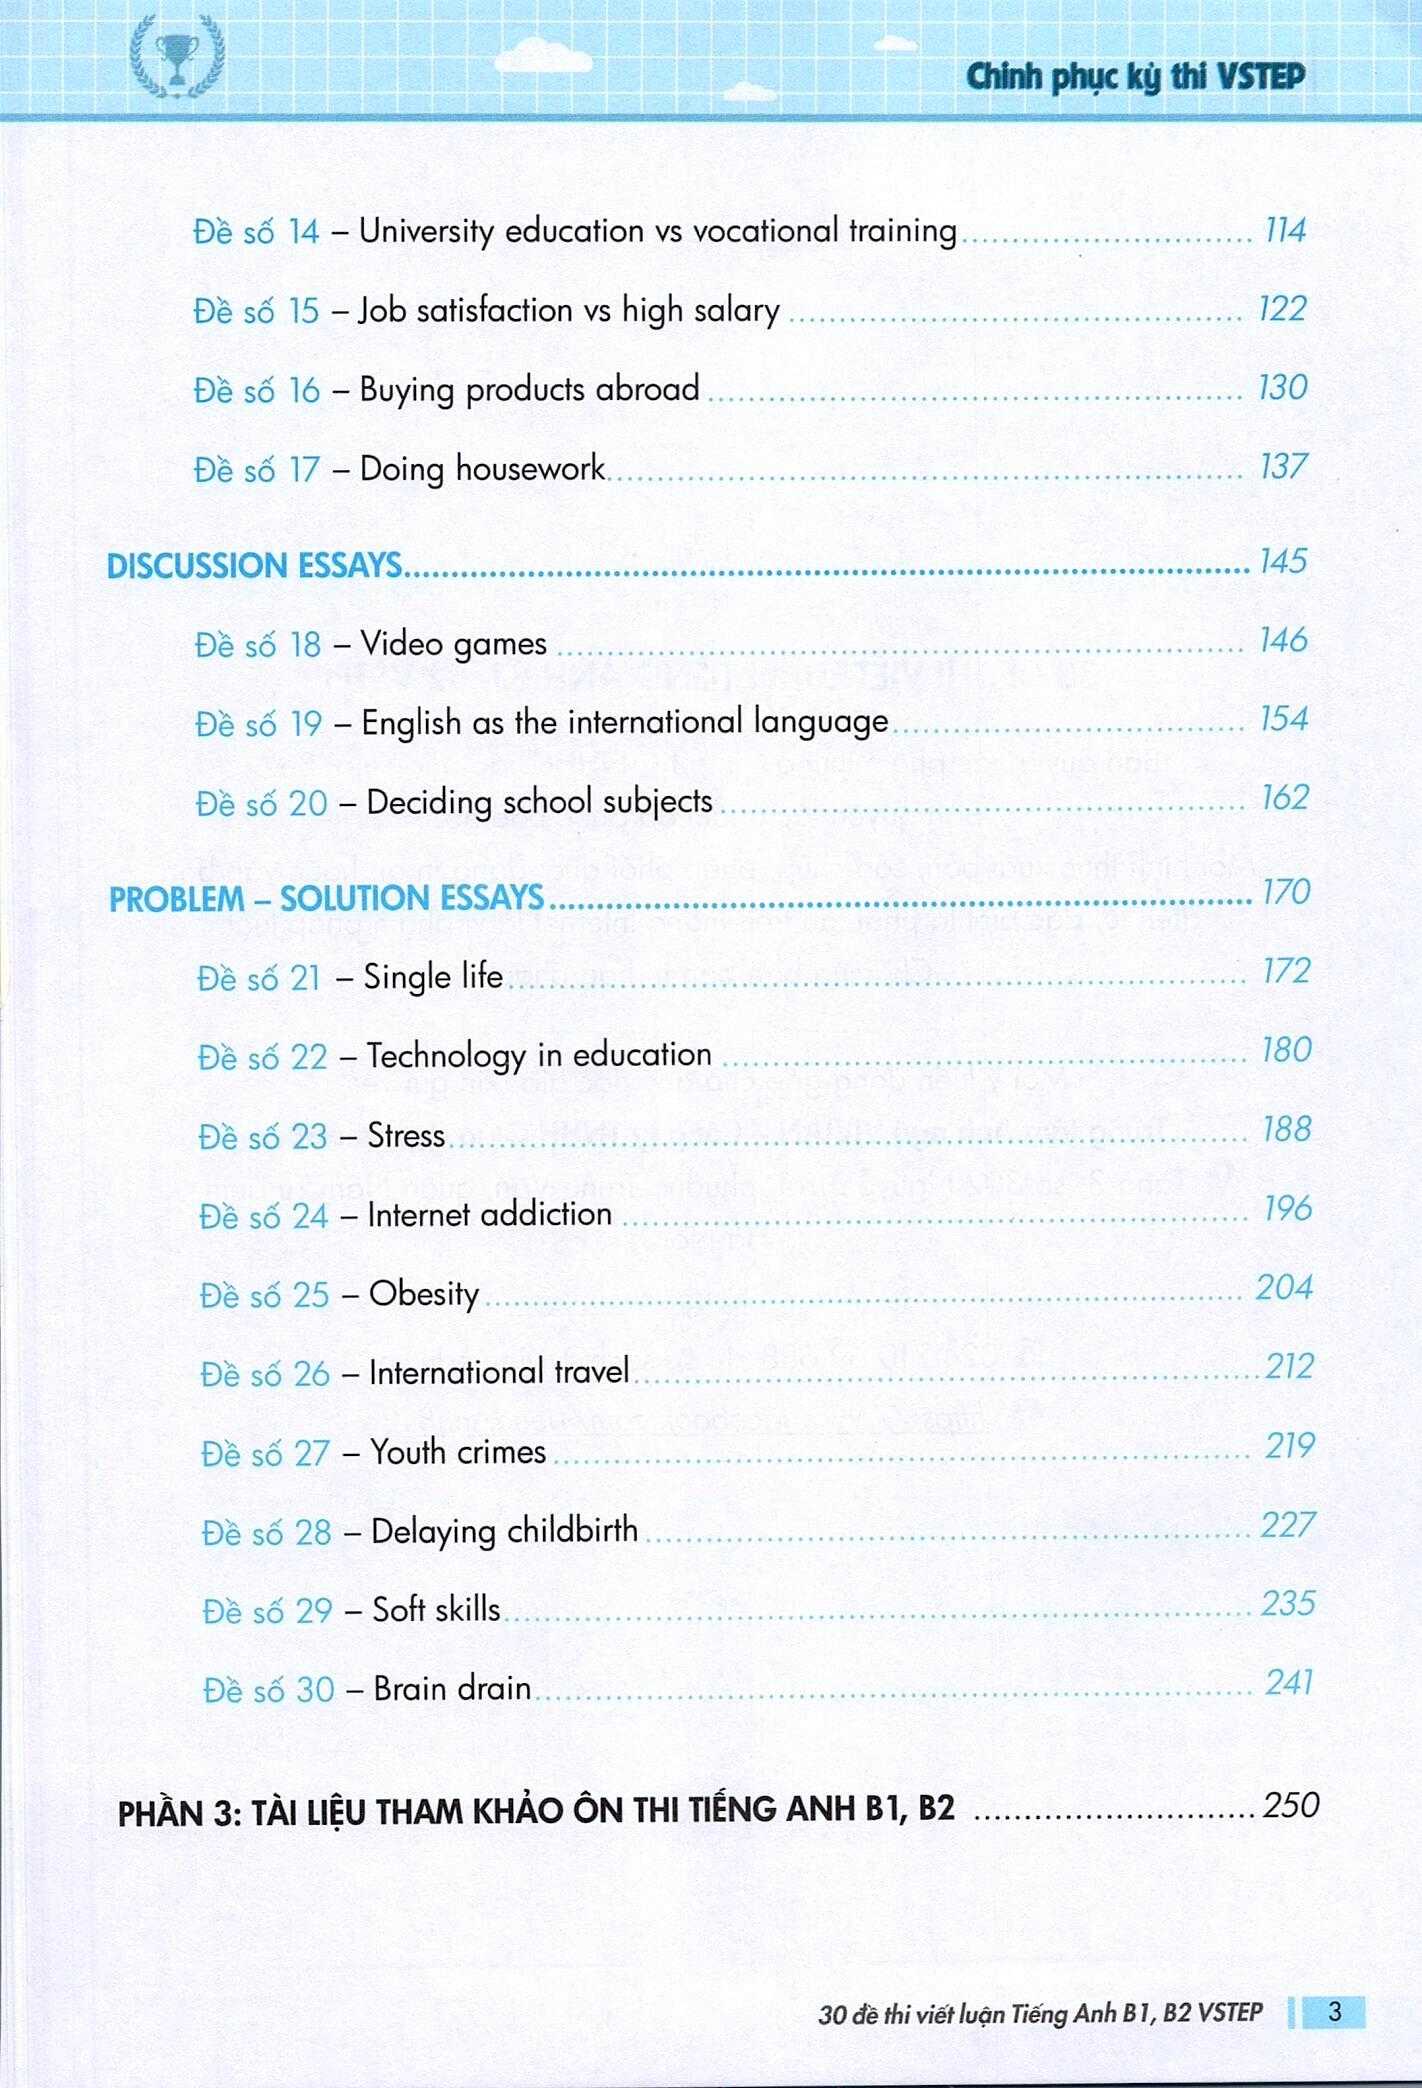 Chinh phục kỳ thi VSTEP
Đề số 14 – University education vs vocational training 114
Đề số 15 – Job satisfaction vs high salary 122
Đề số 16 – Buying products abroad 130
Đề số 17 – Doing housework 137
DISCUSSION ESSAYS 145
Đề số 18 – Video games 146
Đề số 19 – English as the international language 154
Đề số 20 – Deciding school subjects 162
PROBLEM – SOLUTION ESSAYS 170
Đề số 21 – Single life 172
Đề số 22 – Technology in education 180
Đề số 23 – Stress 188
Đề số 24 – Internet addiction 196
Đề số 25 – Obesity 204
Đề số 26 – International travel 212
Đề số 27 – Youth crimes 219
Đề số 28 – Delaying childbirth 227
Đề số 29 – Soft skills 235
Đề số 30 – Brain drain 241
PHẦN 3: TÀI LIỆU THAM KHẢO ÔN THI TIẾNG ANH B1, B2 250
30 đề thi viết luận Tiếng Anh B1, B2 VSTEP 3